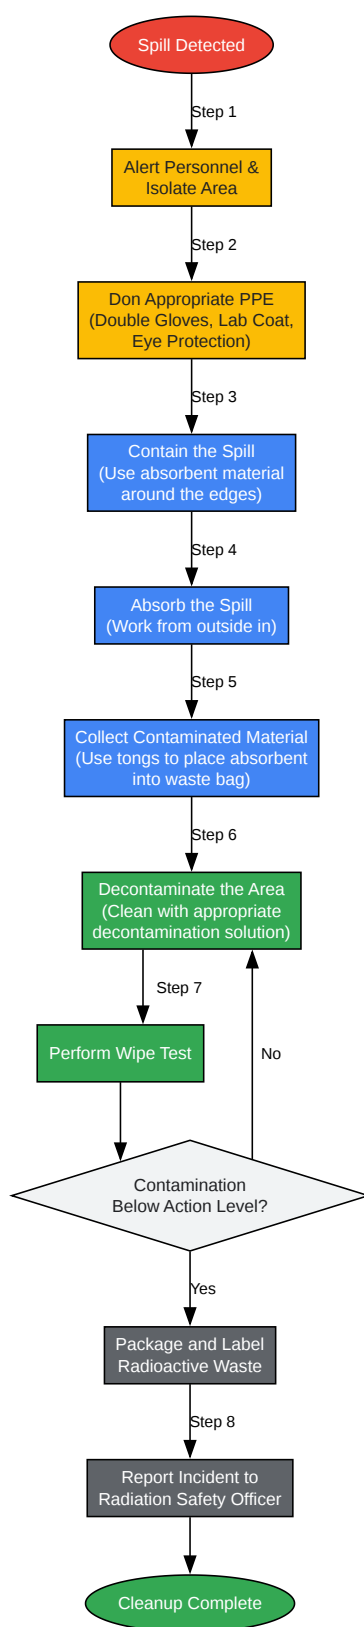 Spill Detected
Step 1
Alert Personnel &
Isolate Area
Step 2
Don Appropriate PPE
(Double Gloves, Lab Coat,
Eye Protection)
Step 3
Contain the Spill
(Use absorbent material
around the edges)
Step 4
Absorb the Spill
(Work from outside in)
Step 5
Collect Contaminated Material
(Use tongs to place absorbent
into waste bag)
Step 6
Decontaminate the Area
(Clean with appropriate
decontamination solution)
Step 7
Perform Wipe Test
No
Contamination
Below Action Level?
Yes
Package and Label
Radioactive Waste
Step 8
Report Incident to
Radiation Safety Officer
Cleanup Complete